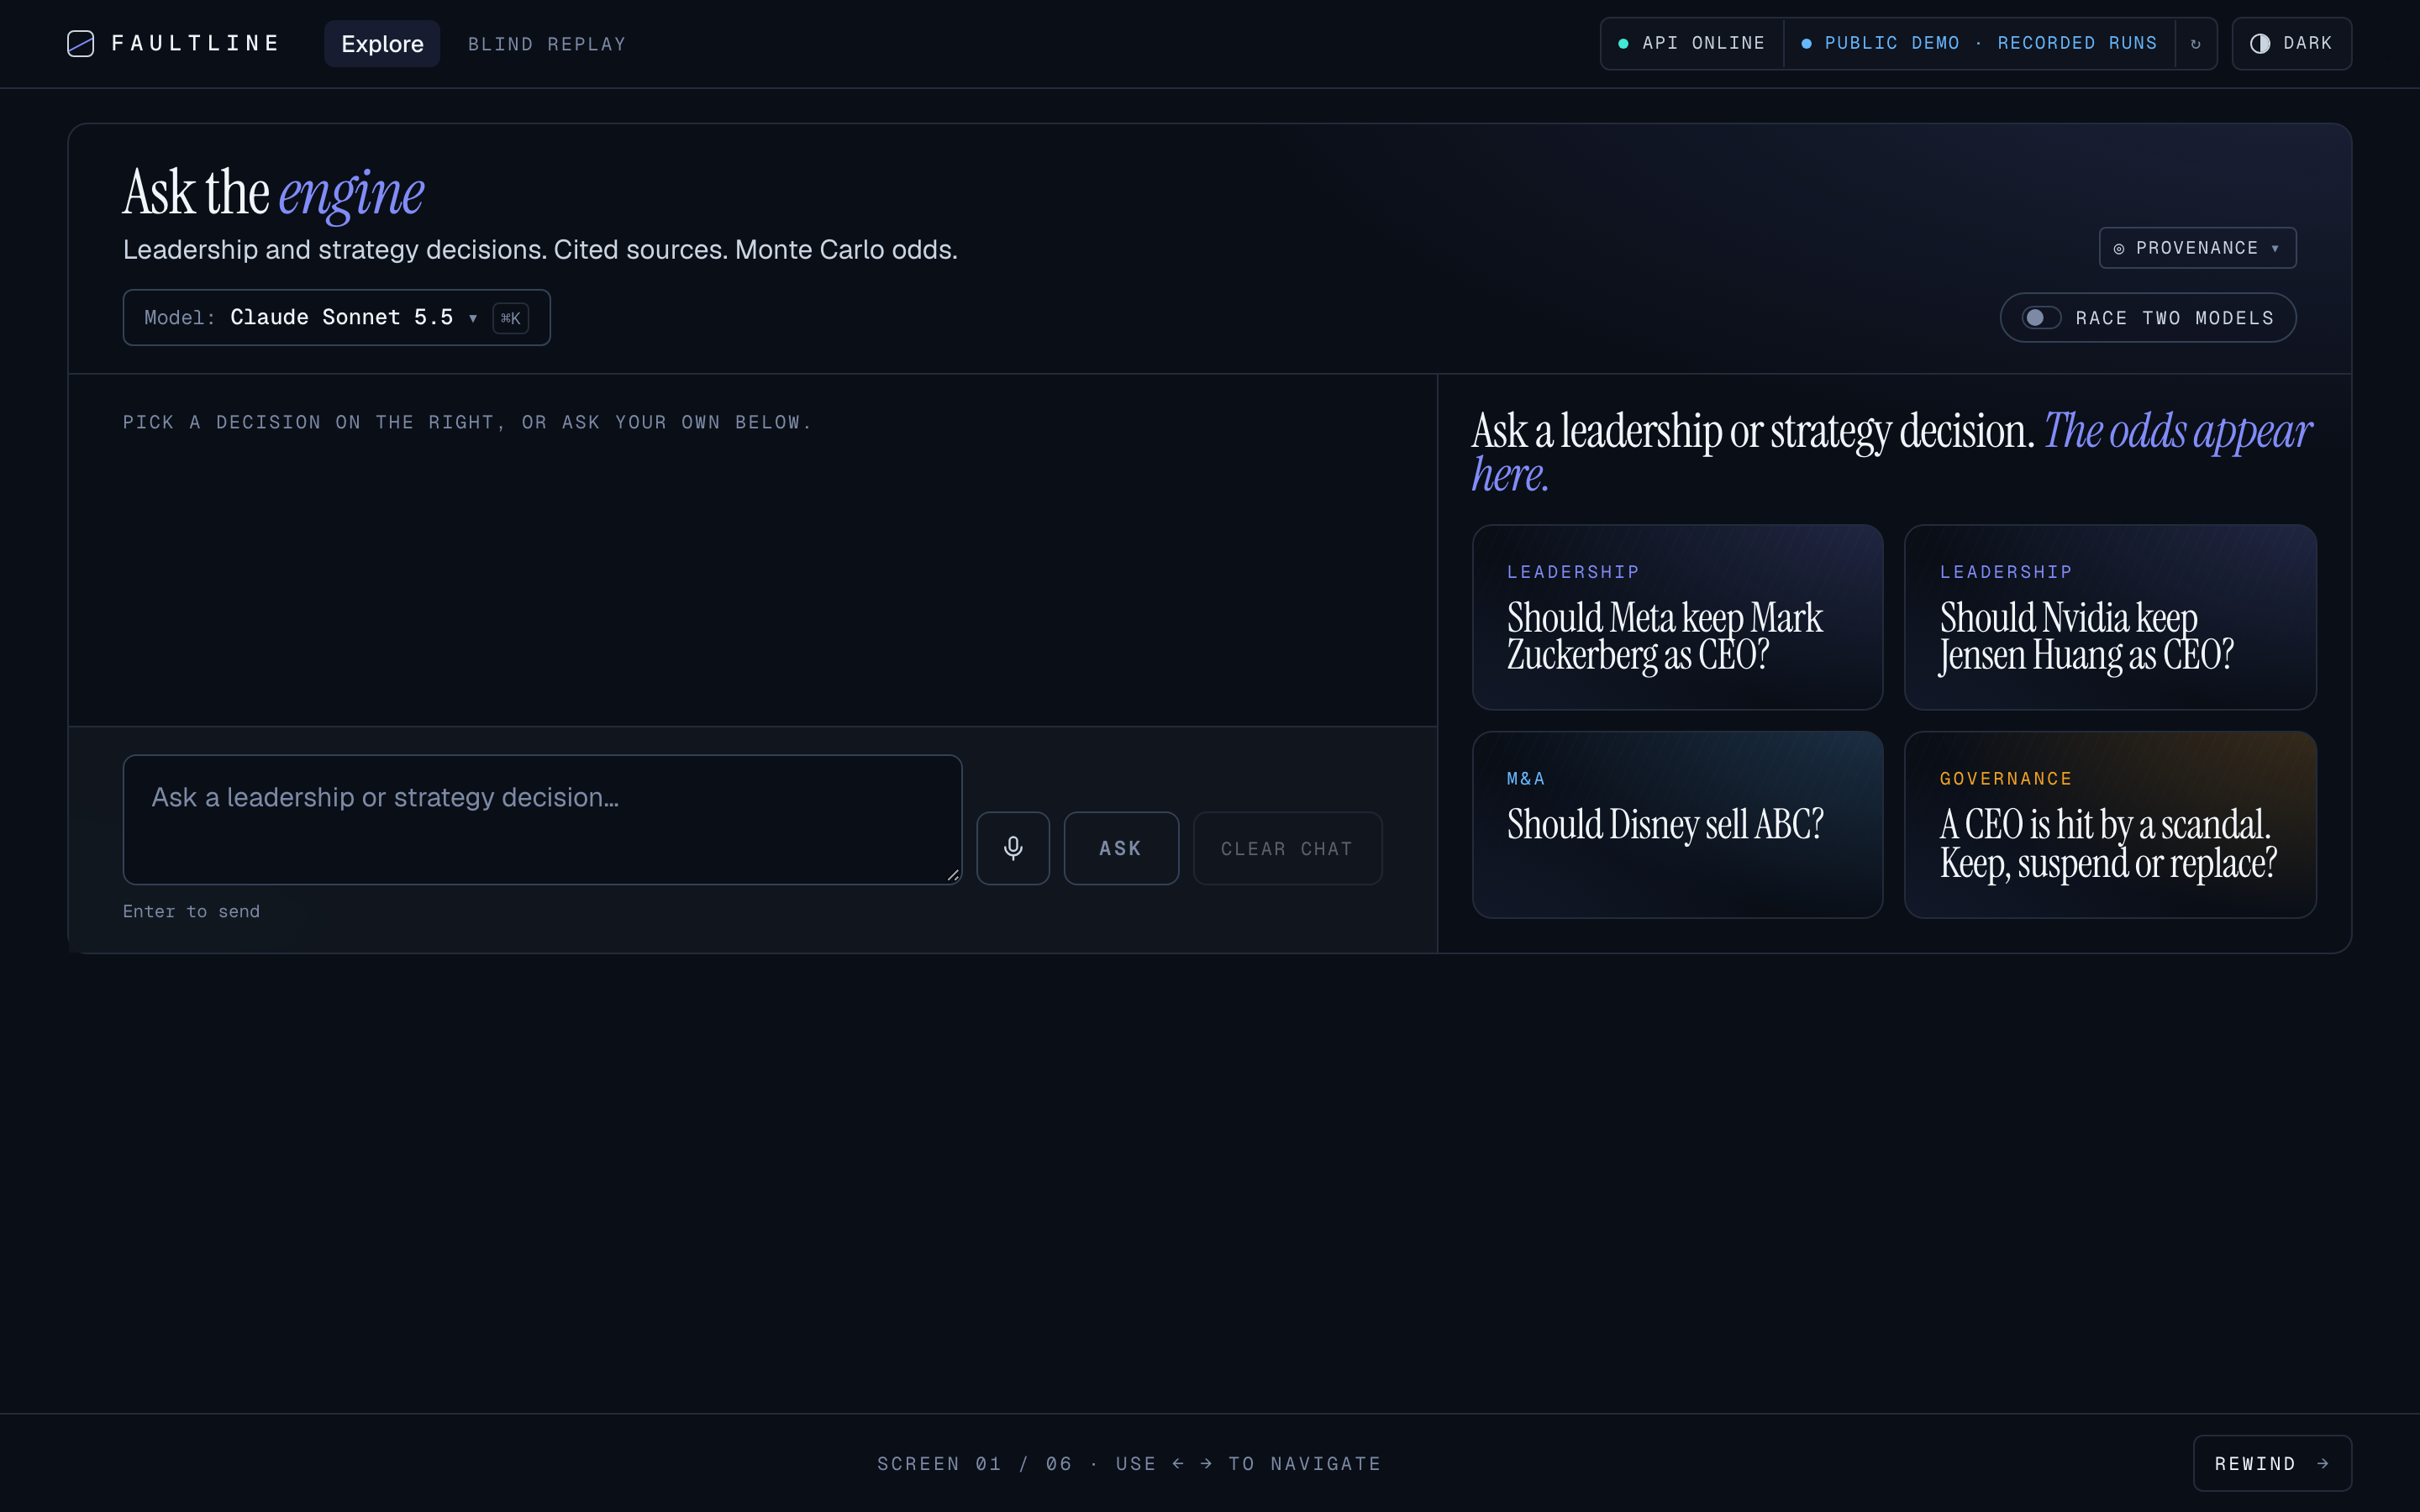 FAULTLINE
Explore
BLIND REPLAY
API ONLINE
PUBLIC DEMO · RECORDED RUNS
↻
DARK
Ask the engine
Leadership and strategy decisions. Cited sources. Monte Carlo odds.
◎ PROVENANCE ▾
Model: Claude Sonnet 5.5 ▾ ⌘K
RACE TWO MODELS
PICK A DECISION ON THE RIGHT, OR ASK YOUR OWN BELOW.
Ask a leadership or strategy decision…
ASK
CLEAR CHAT
Enter to send
Ask a leadership or strategy decision. The odds appear
here.
LEADERSHIP
Should Meta keep Mark
Zuckerberg as CEO?
LEADERSHIP
Should Nvidia keep
Jensen Huang as CEO?
M&A
Should Disney sell ABC?
GOVERNANCE
A CEO is hit by a scandal.
Keep, suspend or replace?
SCREEN 01 / 06 · USE ← → TO NAVIGATE
REWIND →